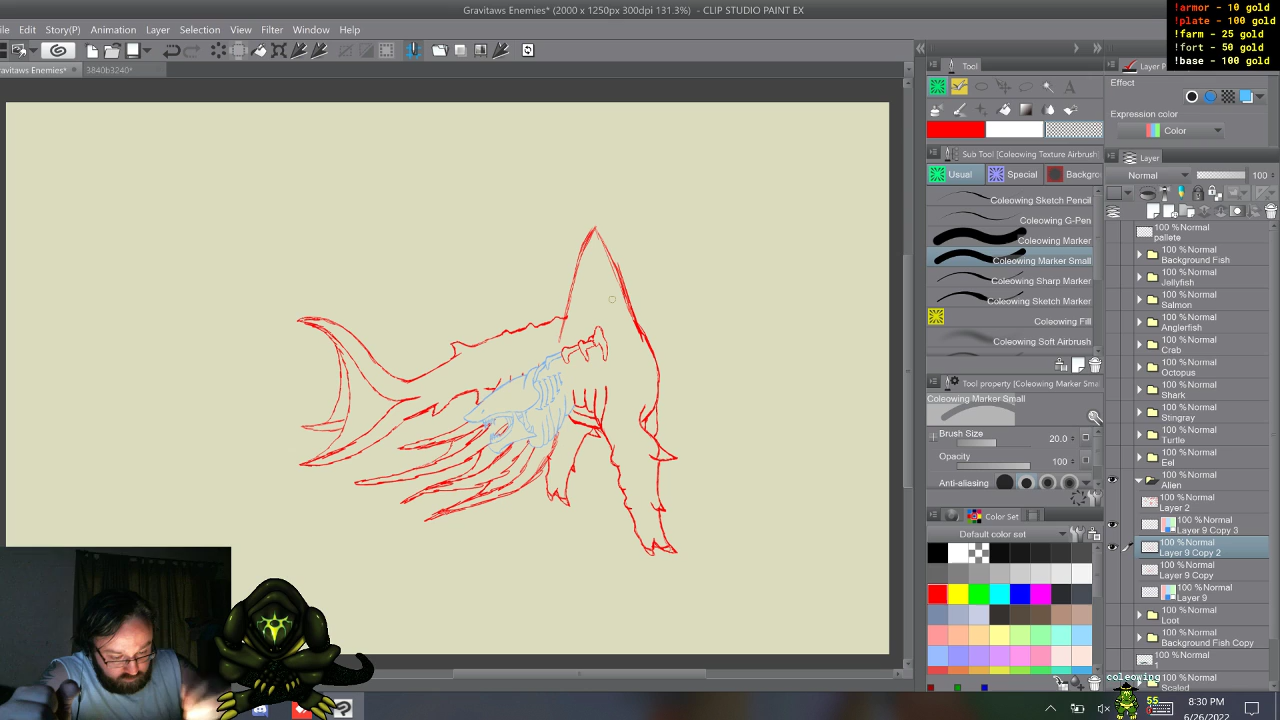 Gravitaws Enemies* (2000 x 1250px 300dpi 131.3%) - CLIP STUDIO PAINT EX
!armor - 10 gold
!plate - 100 gold
!farm - 25 gold
!fort - 50 gold
!base - 100 gold
ile Edit Story(P) Animation Layer Selection View Filter Window Help
aws Enemies* 3840b3240*
Tool
Layer P
Effect
Expression color
Color
Sub Tool [Coleowing Texture Airbrush]
Usual Special Backgro
Coleowing Sketch Pencil
Coleowing G-Pen
Coleowing Marker
Coleowing Marker Small
Coleowing Sharp Marker
Coleowing Sketch Marker
Coleowing Fill
Coleowing Soft Airbrush
Tool property [Coleowing Marker Sma
Coleowing Marker Small
Brush Size 20.0
Opacity 100
Anti-aliasing
Color Set
Default color set
Layer
Normal 100
100 %Normal
pallete
100 %Normal
Background Fish
100 %Normal
Jellyfish
100 %Normal
Salmon
100 %Normal
Anglerfish
100 %Normal
Crab
100 %Normal
Octopus
100 %Normal
Shark
100 %Normal
Stingray
100 %Normal
Turtle
100 %Normal
Eel
100 %Normal
Alien
100 %Normal
Layer 2
100 %Normal
Layer 9 Copy 3
100 %Normal
Layer 9 Copy 2
100 %Normal
Layer 9 Copy
100 %Normal
Layer 9
100 %Normal
Loot
100 %Normal
Background Fish Copy
100 %Normal
1
100 %Normal
Scaled
coleowing
55
8:30 PM
6/26/2022